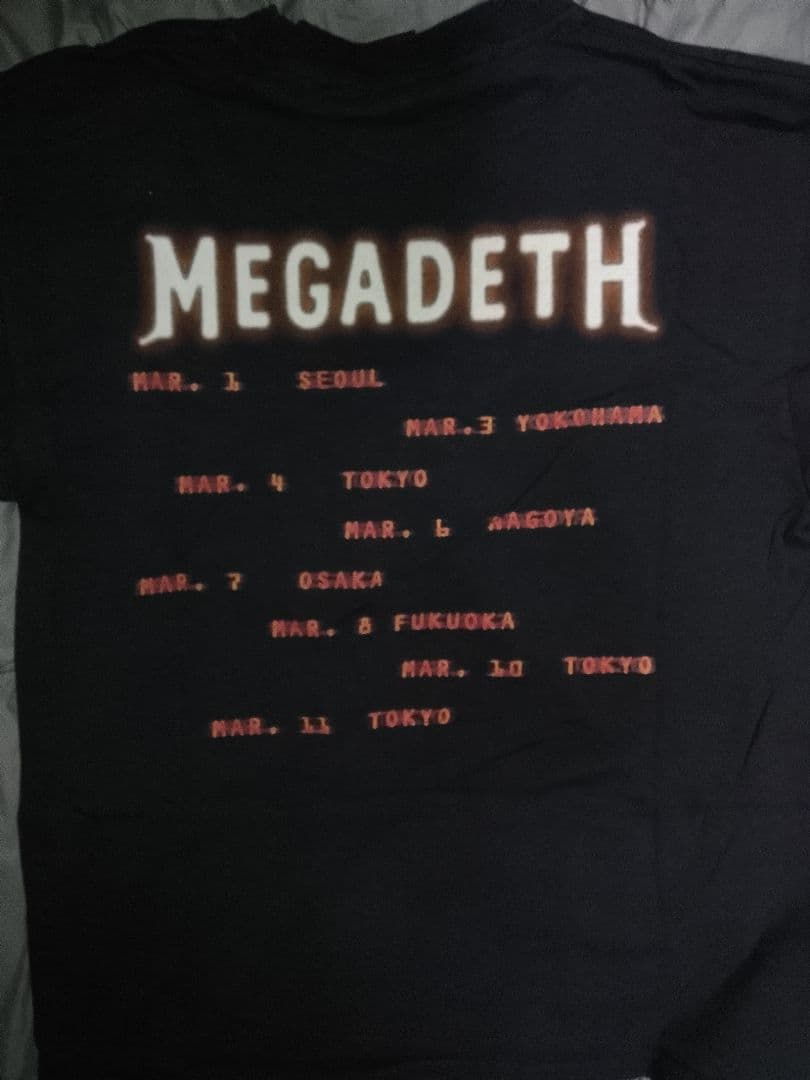 MEGADETH
MAR. 1 SEOUL
MAR.3 YOKOHAMA
MAR. 4 TOKYO
MAR. 6 NAGOYA
MAR. 7 OSAKA
MAR. 8 FUKUOKA
MAR. 10 TOKYO
MAR. 11 TOKYO